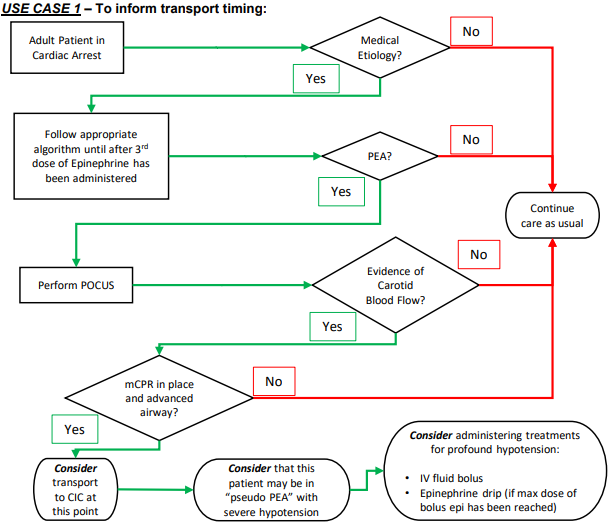 USE CASE 1 – To inform transport timing:
Adult Patient in
Cardiac Arrest
Medical
Etiology?
No
Yes
Follow appropriate
algorithm until after 3rd
dose of Epinephrine has
been administered
PEA?
No
Yes
Continue
care as usual
Perform POCUS
Evidence of
Carotid
Blood Flow?
No
Yes
mCPR in place
and advanced
airway?
No
Yes
Consider
transport
to CIC at
this point
Consider that this
patient may be in
“pseudo PEA” with
severe hypotension
Consider administering treatments
for profound hypotension:
• IV fluid bolus
• Epinephrine drip (if max dose of
bolus epi has been reached)